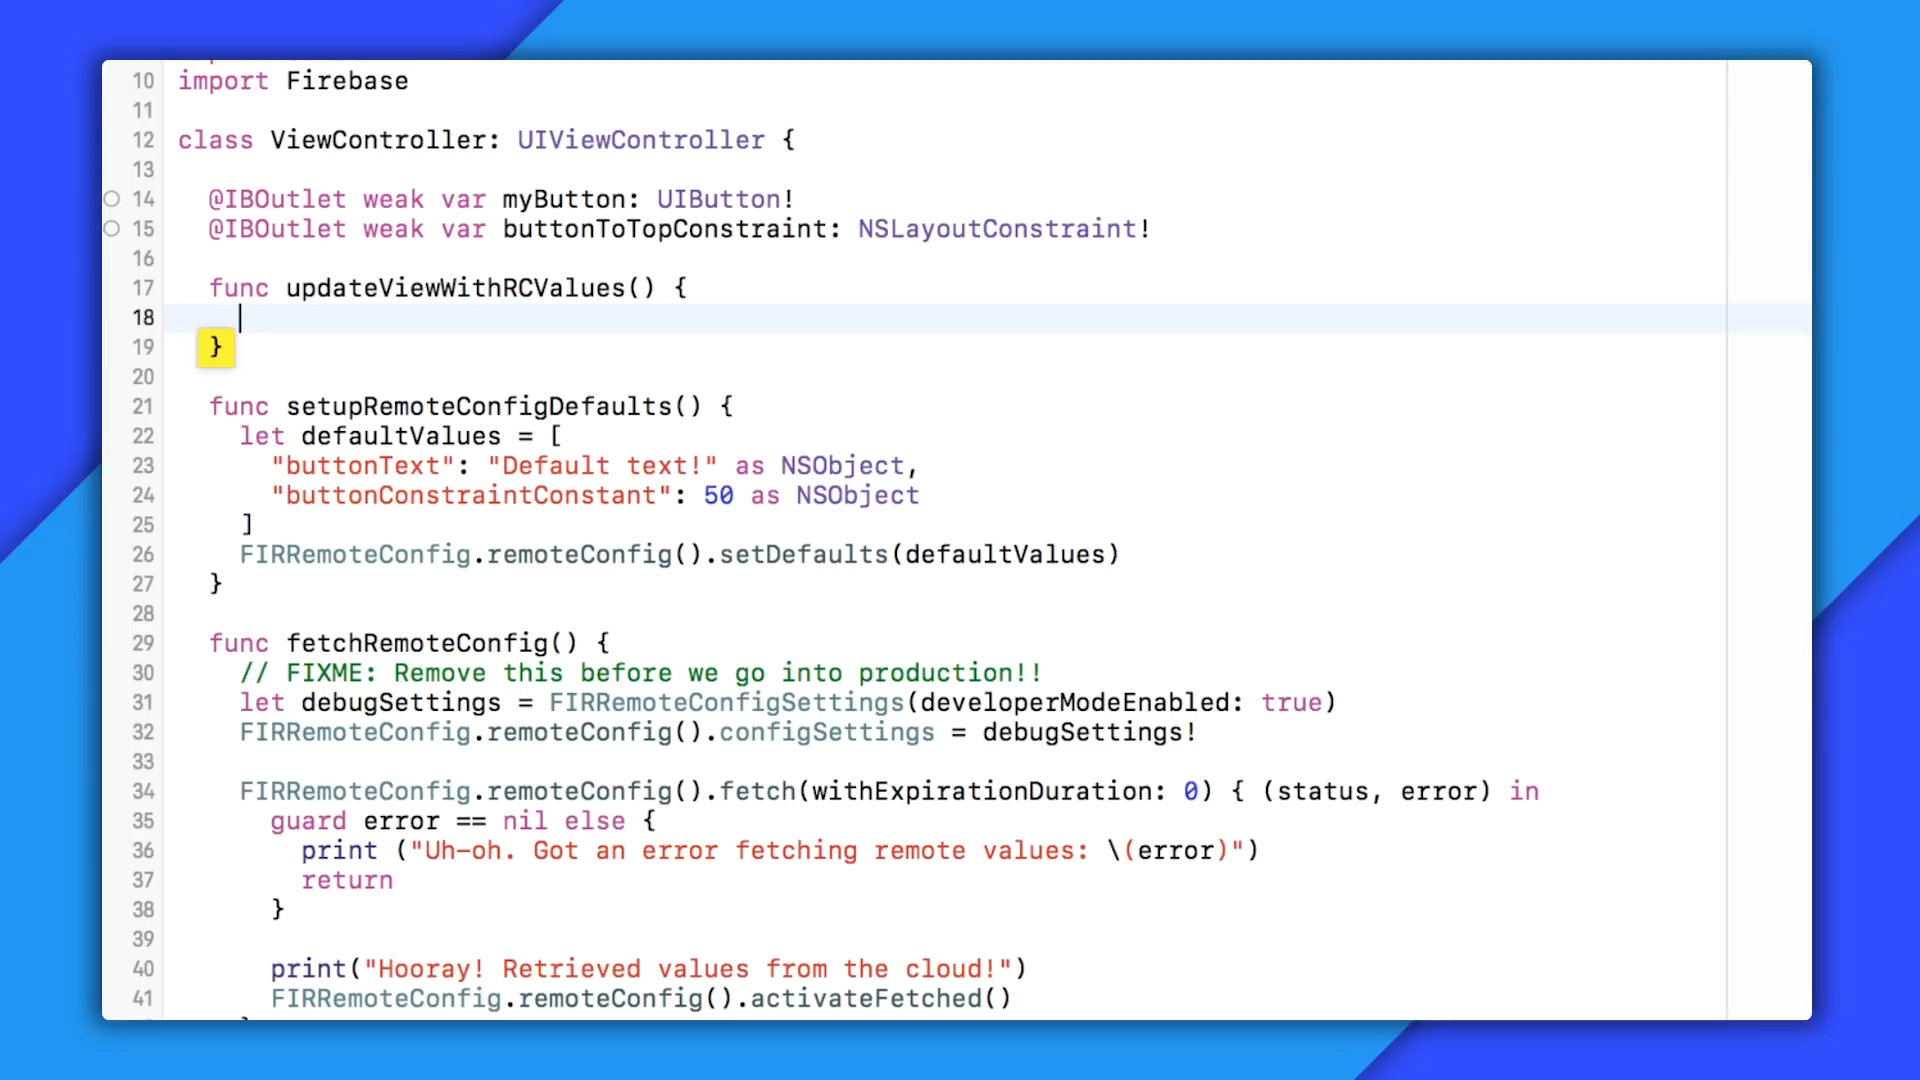 10 import Firebase
11
12 class ViewController: UIViewController {
13
14 @IBOutlet weak var myButton: UIButton!
15 @IBOutlet weak var buttonToTopConstraint: NSLayoutConstraint!
16
17 func updateViewWithRCValues() {
18
19 }
20
21 func setupRemoteConfigDefaults() {
22 let defaultValues = [
23 "buttonText": "Default text!" as NSObject,
24 "buttonConstraintConstant": 50 as NSObject
25 ]
26 FIRRemoteConfig.remoteConfig().setDefaults(defaultValues)
27 }
28
29 func fetchRemoteConfig() {
30 // FIXME: Remove this before we go into production!!
31 let debugSettings = FIRRemoteConfigSettings(developerModeEnabled: true)
32 FIRRemoteConfig.remoteConfig().configSettings = debugSettings!
33
34 FIRRemoteConfig.remoteConfig().fetch(withExpirationDuration: 0) { (status, error) in
35 guard error == nil else {
36 print ("Uh-oh. Got an error fetching remote values: \(error)")
37 return
38 }
39
40 print("Hooray! Retrieved values from the cloud!")
41 FIRRemoteConfig.remoteConfig().activateFetched()